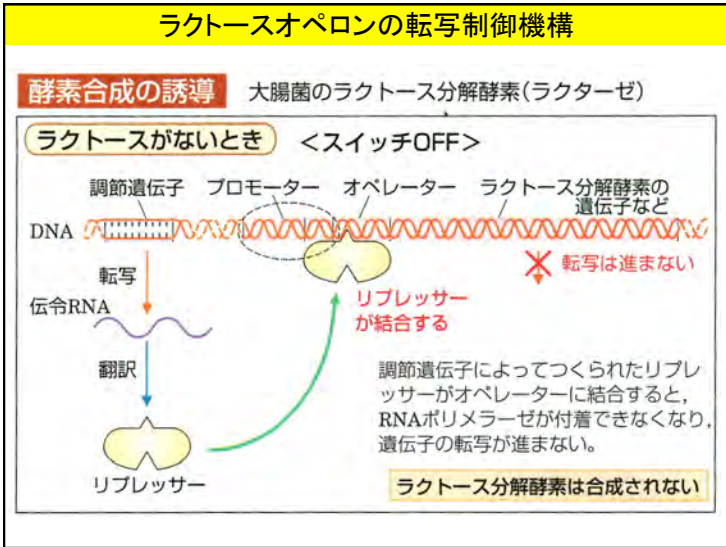 ラクトースオペロンの転写制御機構
酵素合成の誘導 大腸菌のラクトース分解酵素(ラクターゼ)
ラクトースがないとき <スイッチOFF>
調節遺伝子 プロモーター オペレーター ラクトース分解酵素の
遺伝子など
DNA
転写
転写は進まない
伝令RNA
リプレッサー
が結合する
翻訳
調節遺伝子によってつくられたリプレ
ッサーがオペレーターに結合すると,
RNAポリメラーゼが付着できなくなり,
遺伝子の転写が進まない。
リプレッサー
ラクトース分解酵素は合成されない